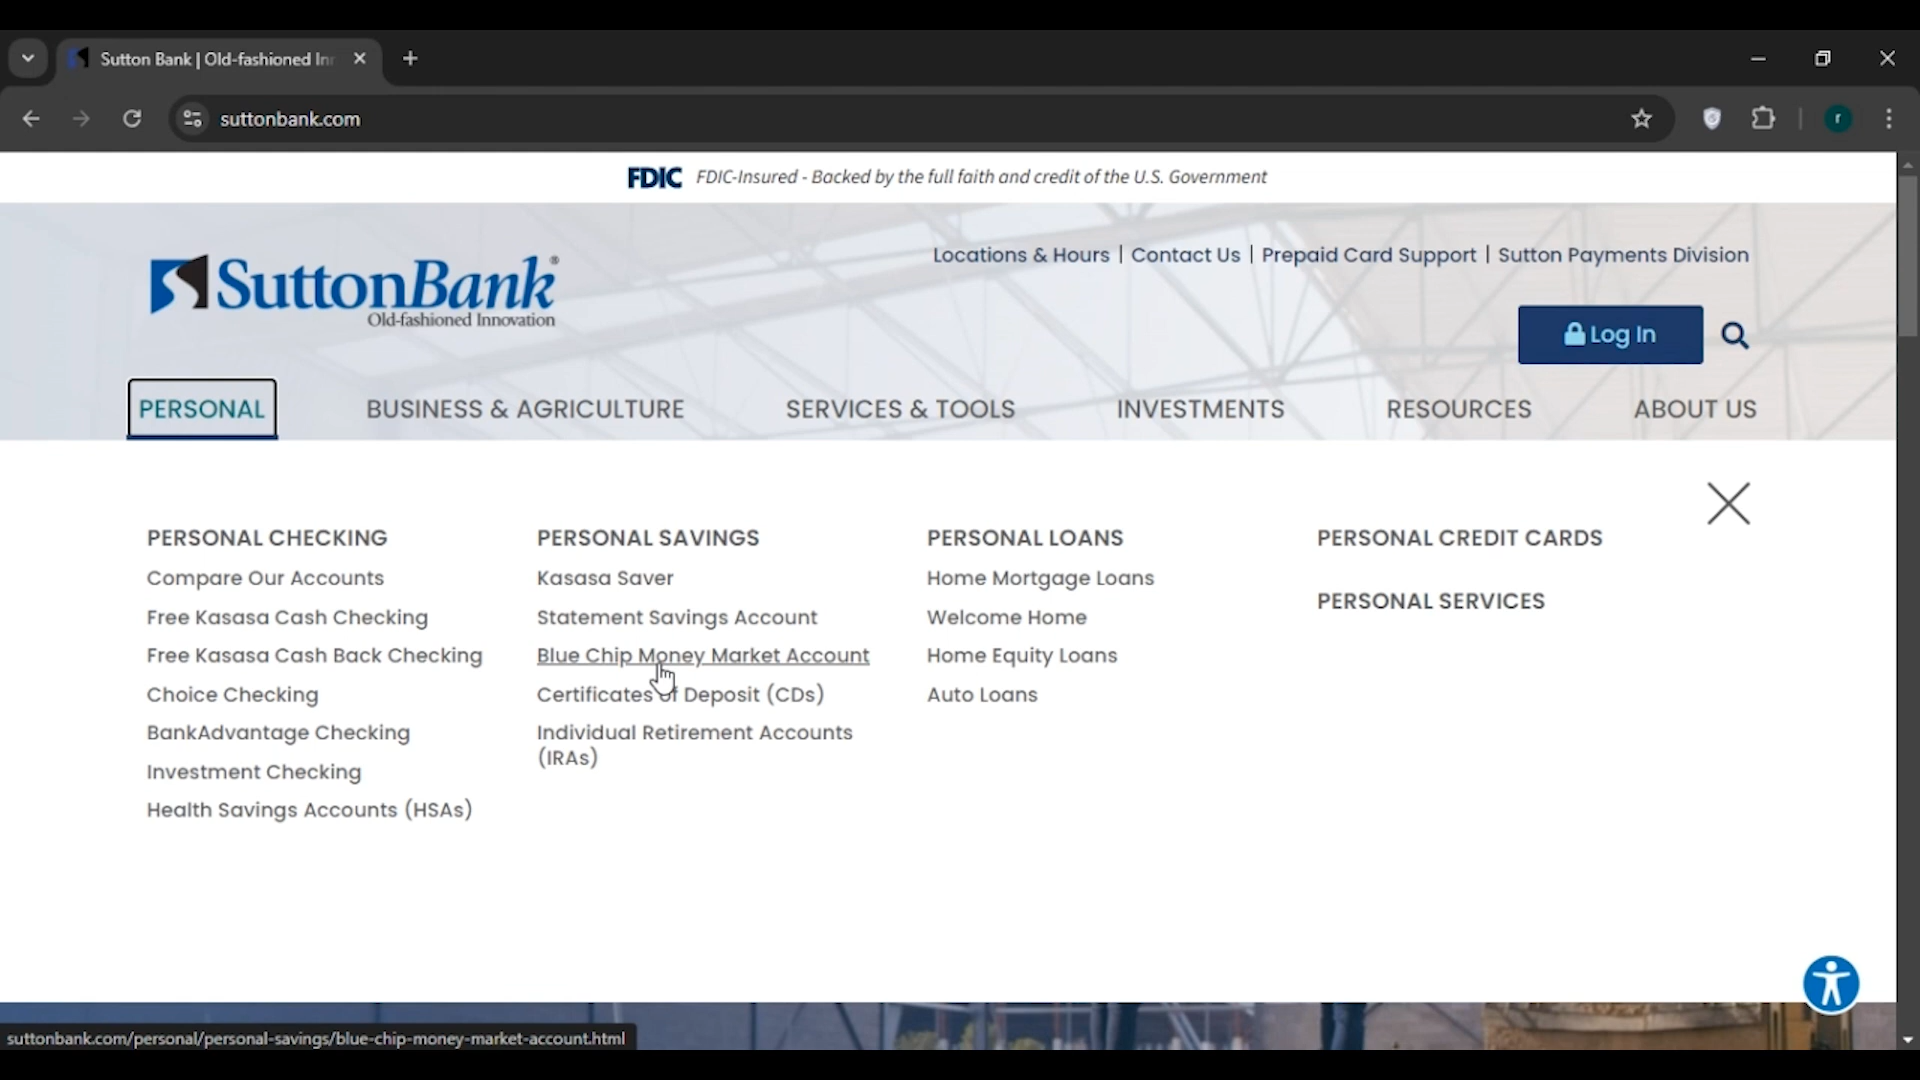 Sutton Bank | Old-fashioned In
suttonbank.com
r
FDIC FDIC-Insured - Backed by the full faith and credit of the U.S. Government
SuttonBank®
Old-fashioned Innovation
Locations & Hours | Contact Us | Prepaid Card Support | Sutton Payments Division
Log In
PERSONAL BUSINESS & AGRICULTURE SERVICES & TOOLS INVESTMENTS RESOURCES ABOUT US
PERSONAL CHECKING
Compare Our Accounts
Free Kasasa Cash Checking
Free Kasasa Cash Back Checking
Choice Checking
BankAdvantage Checking
Investment Checking
Health Savings Accounts (HSAs)
PERSONAL SAVINGS
Kasasa Saver
Statement Savings Account
Blue Chip Money Market Account
Certificates of Deposit (CDs)
Individual Retirement Accounts
(IRAs)
PERSONAL LOANS
Home Mortgage Loans
Welcome Home
Home Equity Loans
Auto Loans
PERSONAL CREDIT CARDS
PERSONAL SERVICES
suttonbank.com/personal/personal-savings/blue-chip-money-market-account.html